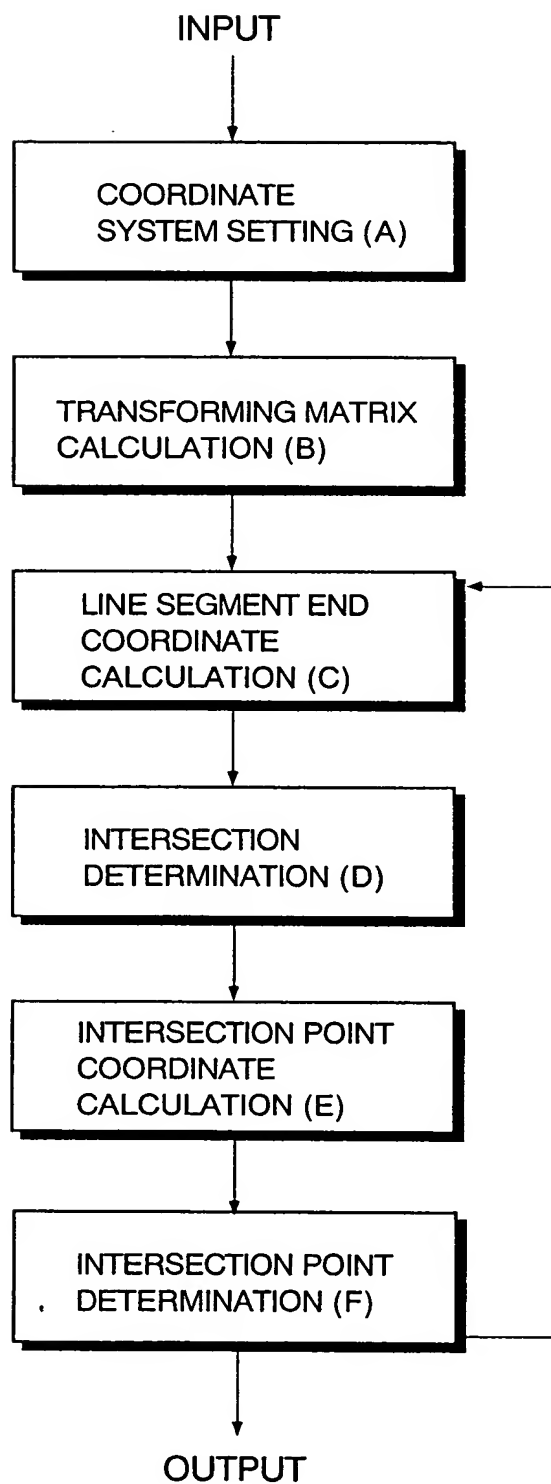 INPUT
COORDINATE
SYSTEM SETTING (A)
TRANSFORMING MATRIX
CALCULATION (B)
LINE SEGMENT END
COORDINATE
CALCULATION (C)
INTERSECTION
DETERMINATION (D)
INTERSECTION POINT
COORDINATE
CALCULATION (E)
INTERSECTION POINT
DETERMINATION (F)
OUTPUT